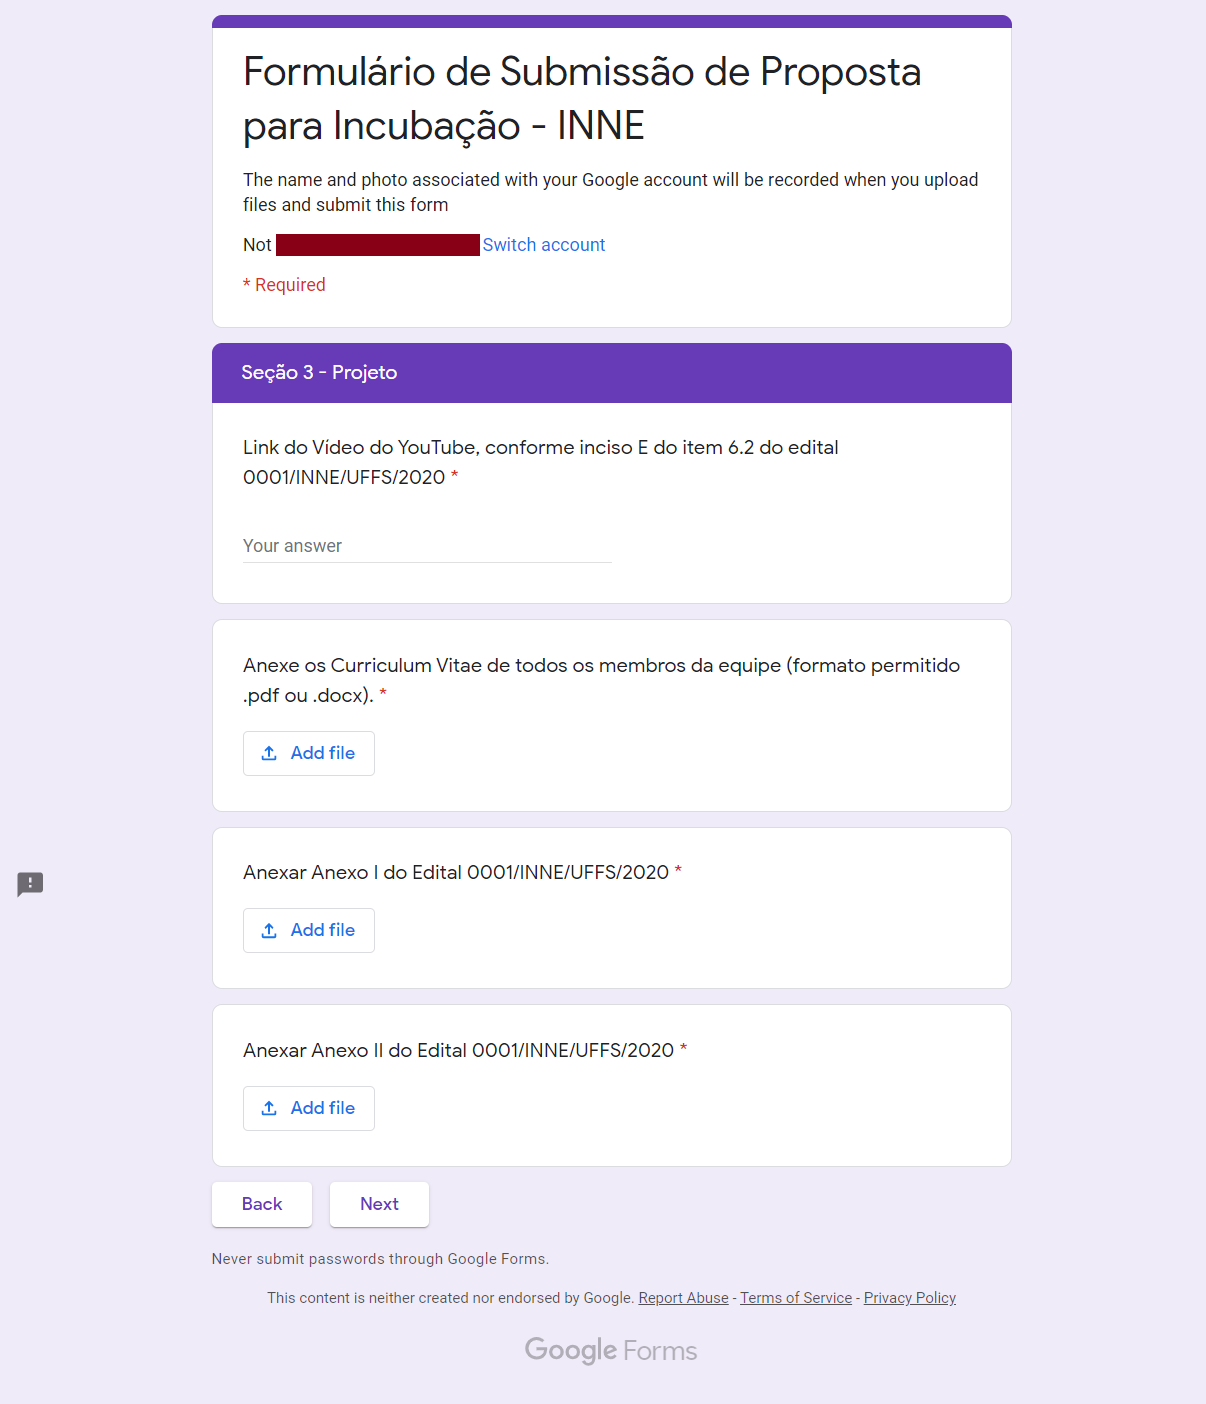 Formulário de Submissão de Proposta
para Incubação - INNE
The name and photo associated with your Google account will be recorded when you upload
files and submit this form
Not Switch account
* Required
Seção 3 - Projeto
Link do Vídeo do YouTube, conforme inciso E do item 6.2 do edital
0001/INNE/UFFS/2020 *
Your answer
Anexe os Curriculum Vitae de todos os membros da equipe (formato permitido
.pdf ou .docx). *
Add file
Anexar Anexo I do Edital 0001/INNE/UFFS/2020 *
Add file
Anexar Anexo II do Edital 0001/INNE/UFFS/2020 *
Add file
Back Next
Never submit passwords through Google Forms.
This content is neither created nor endorsed by Google. Report Abuse - Terms of Service - Privacy Policy
Google Forms